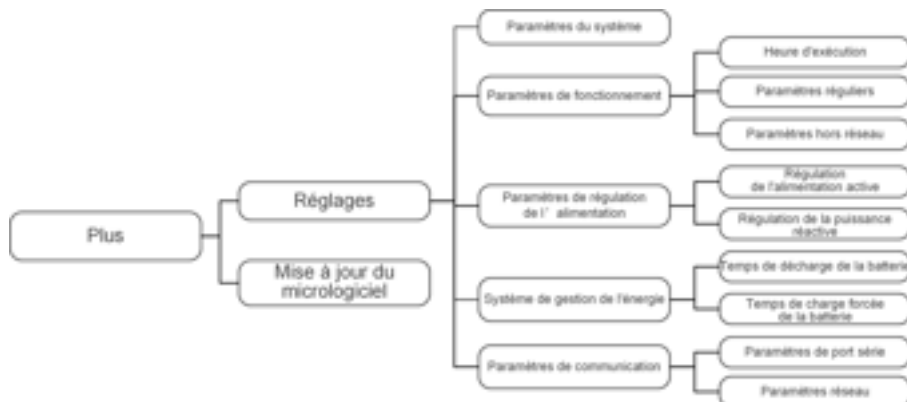 Plus
Réglages
Mise à jour du
micrologiciel
Paramètres du système
Paramètres de fonctionnement
Heure d'exécution
Paramètres réguliers
Paramètres hors réseau
Paramètres de régulation
de l' alimentation
Régulation
de l'alimentation active
Régulation de la puissance
réactive
Système de gestion de l'énergie
Temps de décharge de la batterie
Temps de charge forcée
de la batterie
Paramètres de communication
Paramètres de port série
Paramètres réseau